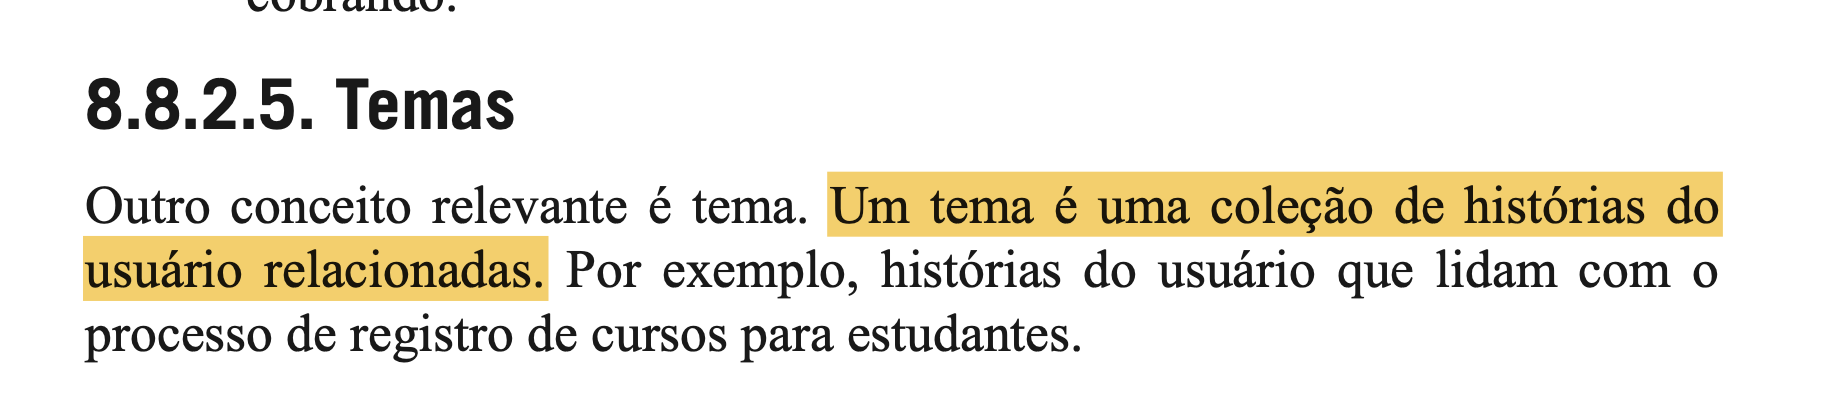 cobrando.
8.8.2.5. Temas
Outro conceito relevante é tema. Um tema é uma coleção de histórias do
usuário relacionadas. Por exemplo, histórias do usuário que lidam com o
processo de registro de cursos para estudantes.